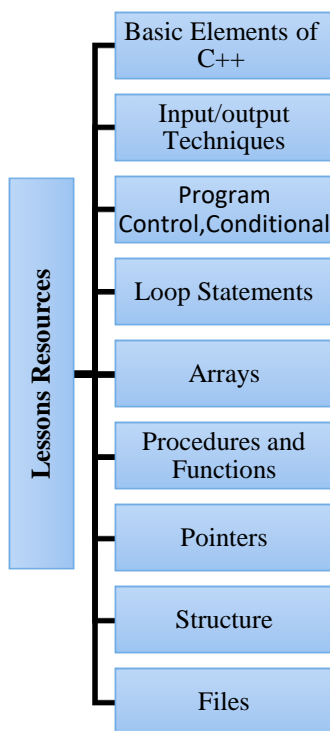 Lessons Resources
Basic Elements of
C++
Input/output
Techniques
Program
Control,Conditional
Loop Statements
Arrays
Procedures and
Functions
Pointers
Structure
Files